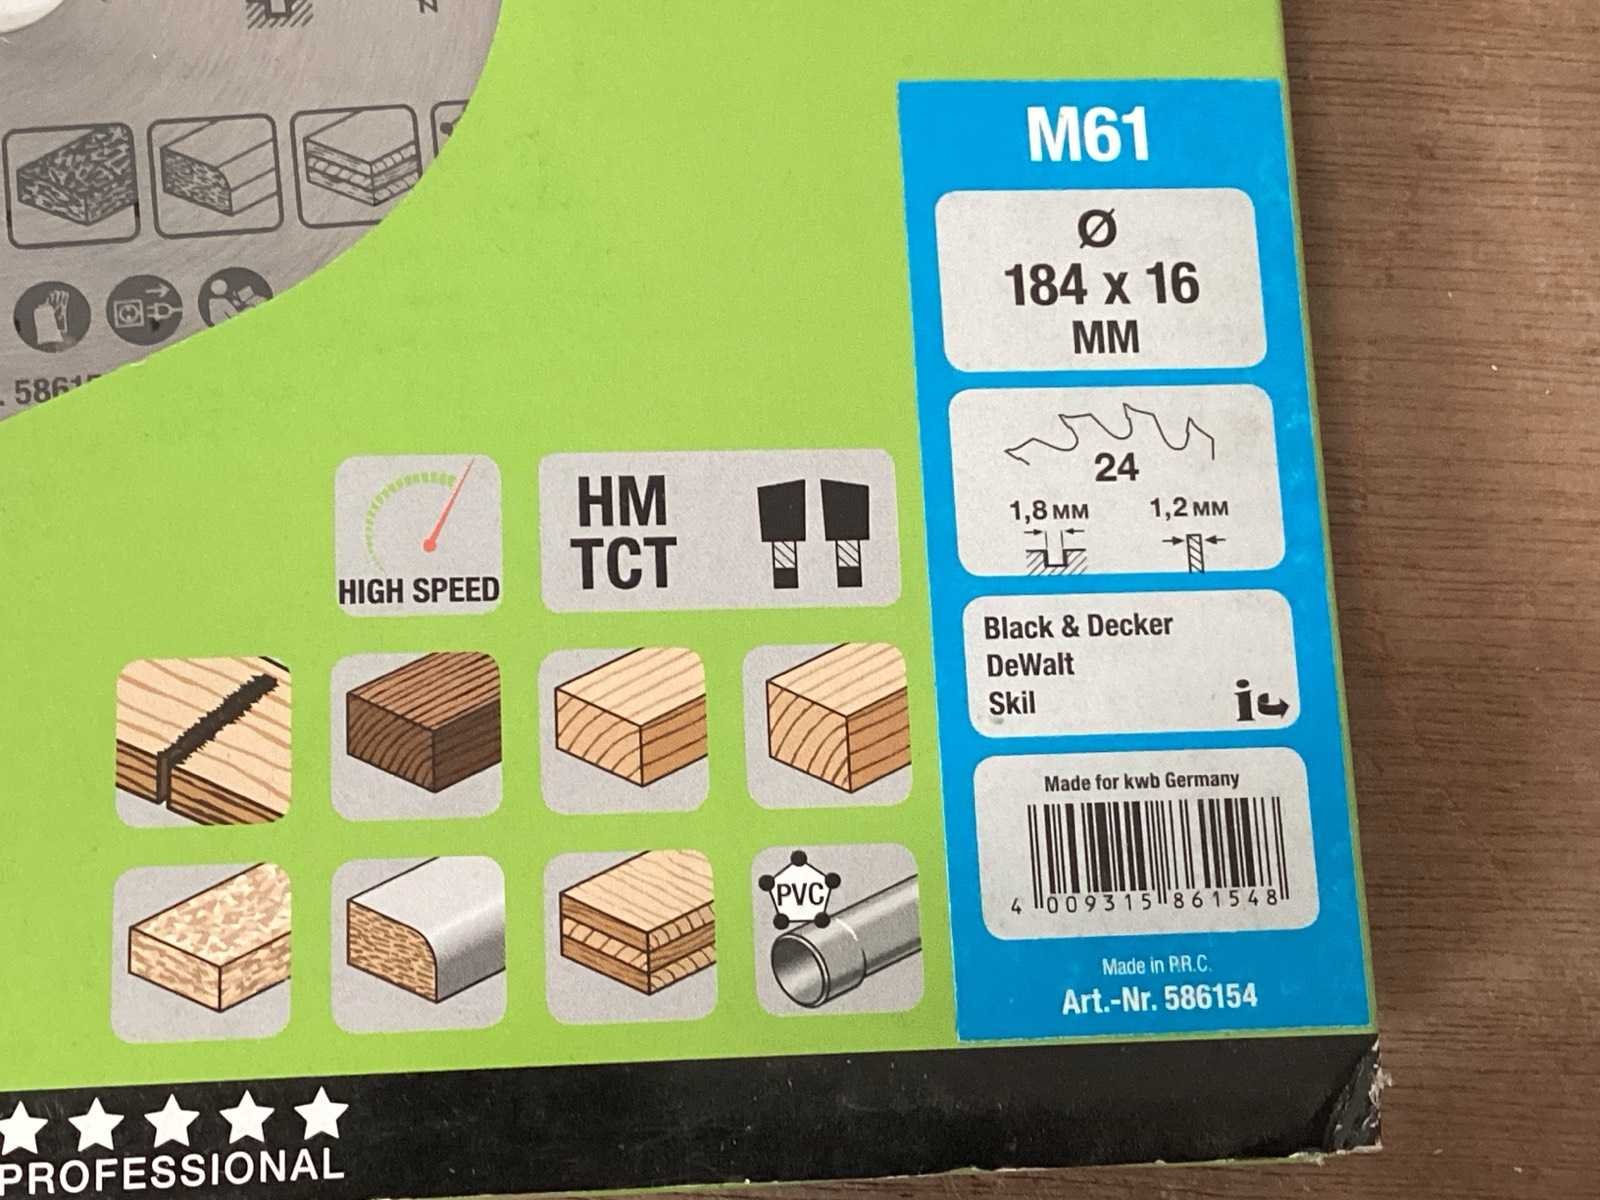 M61
Ø
184 x 16
MM
24
1,8 MM 1,2 MM
Black & Decker
DeWalt
Skil
i
Made for kwb Germany
4 009315 861548
Made in P.R.C.
Art.-Nr. 586154
HIGH SPEED
HM
TCT
PVC
PROFESSIONAL